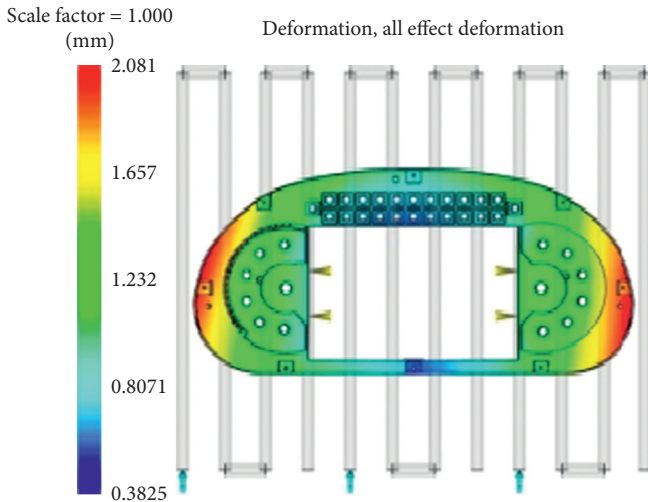 Scale factor = 1.000
(mm)
Deformation, all effect deformation
2.081
1.657
1.232
0.8071
0.3825